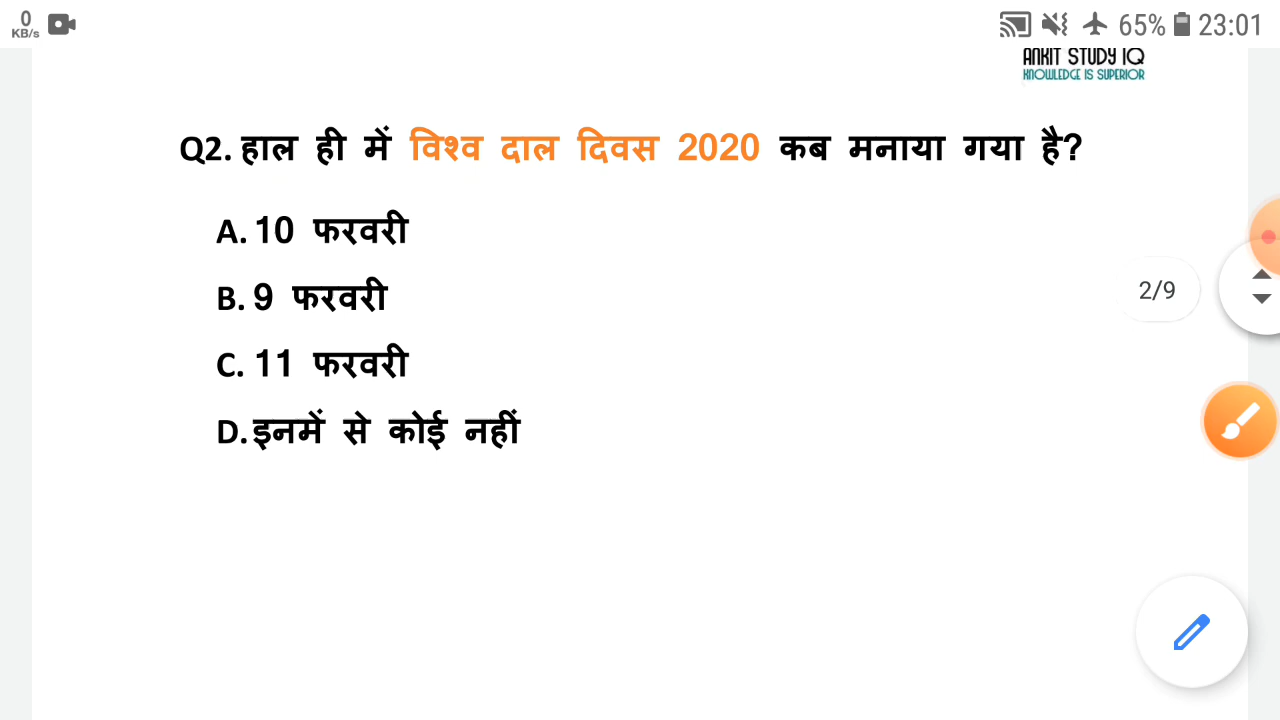 0
KB/s
65% 23:01
ANKIT STUDY IQ
KNOWLEDGE IS SUPERIOR
Q2. हाल ही में विश्व दाल दिवस 2020 कब मनाया गया है?
A. 10 फरवरी
B. 9 फरवरी
2/9
C. 11 फरवरी
D. इनमें से कोई नहीं